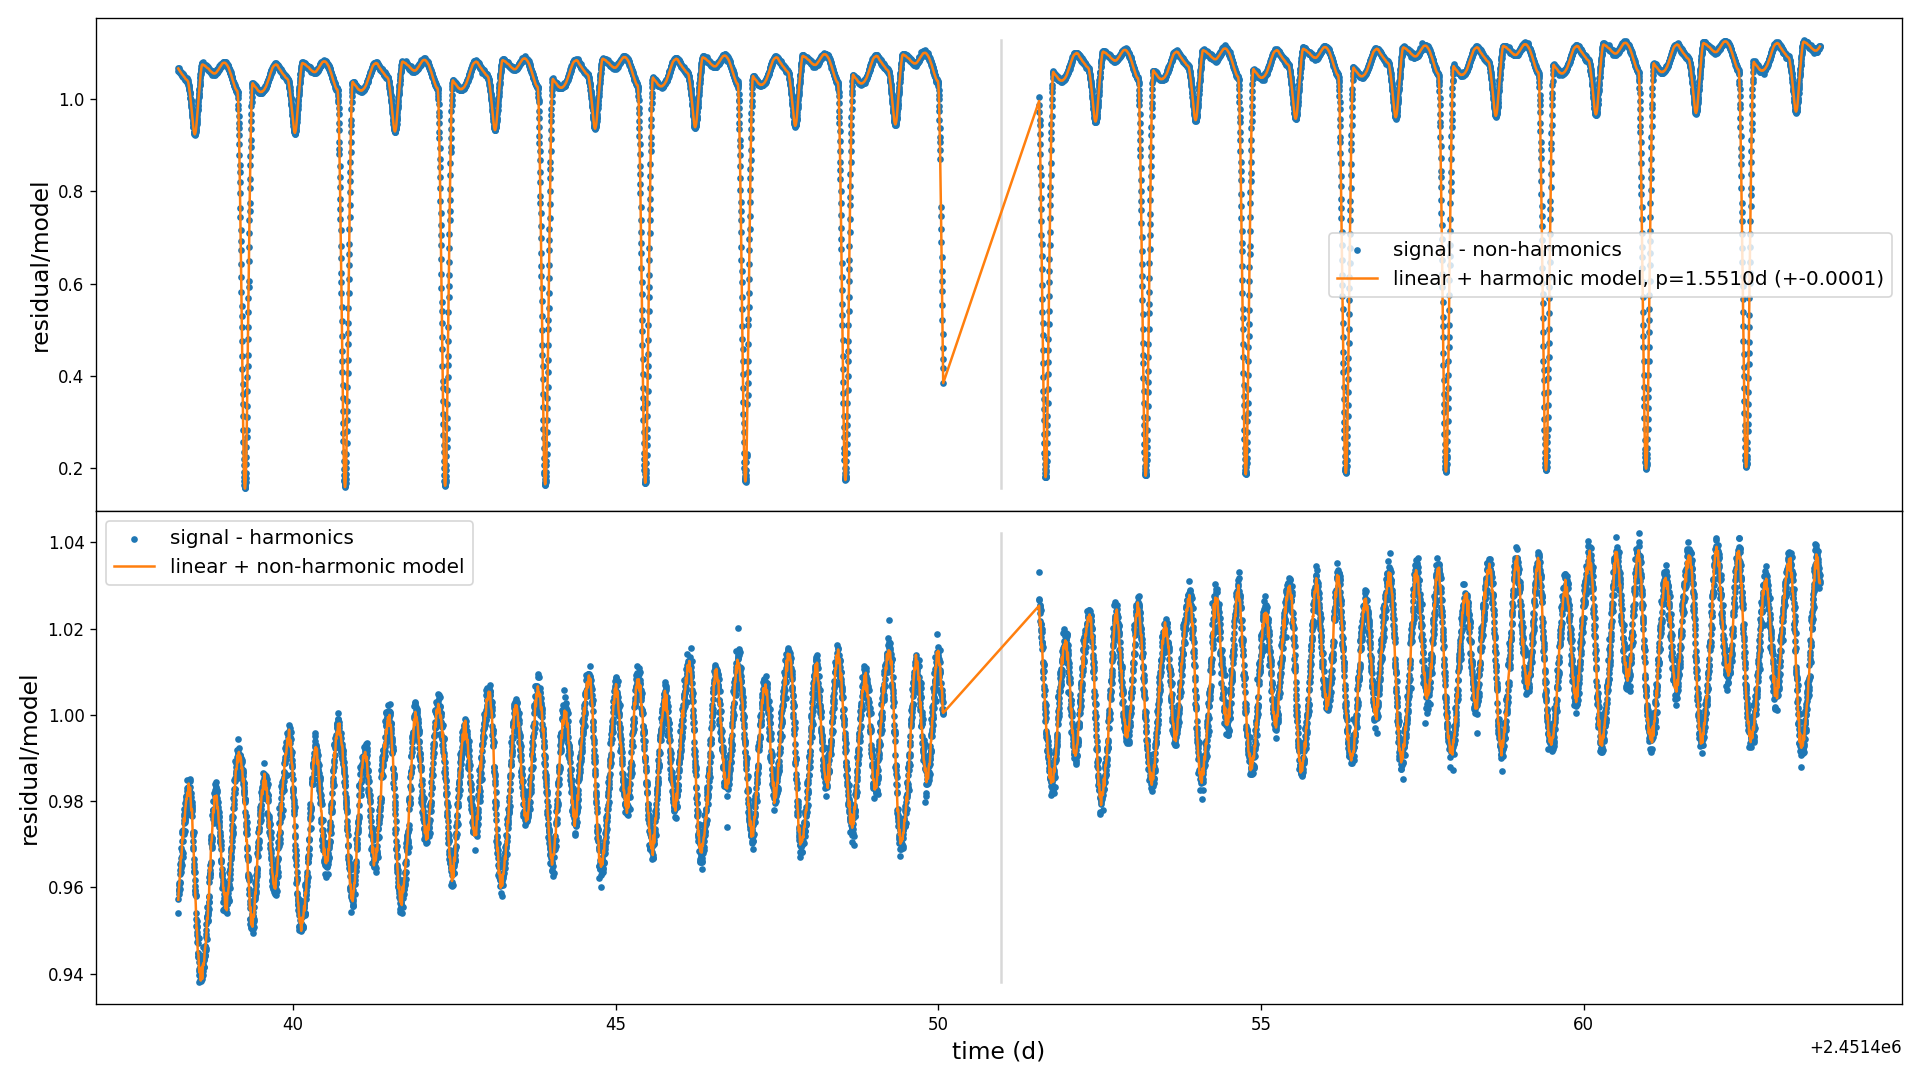 residual/model
1.0
0.8
0.6
0.4
0.2
signal - non-harmonics
linear + harmonic model, p=1.5510d (+-0.0001)
residual/model
1.04
1.02
1.00
0.98
0.96
0.94
signal - harmonics
linear + non-harmonic model
40 45 50 55 60
time (d)
+2.4514e6